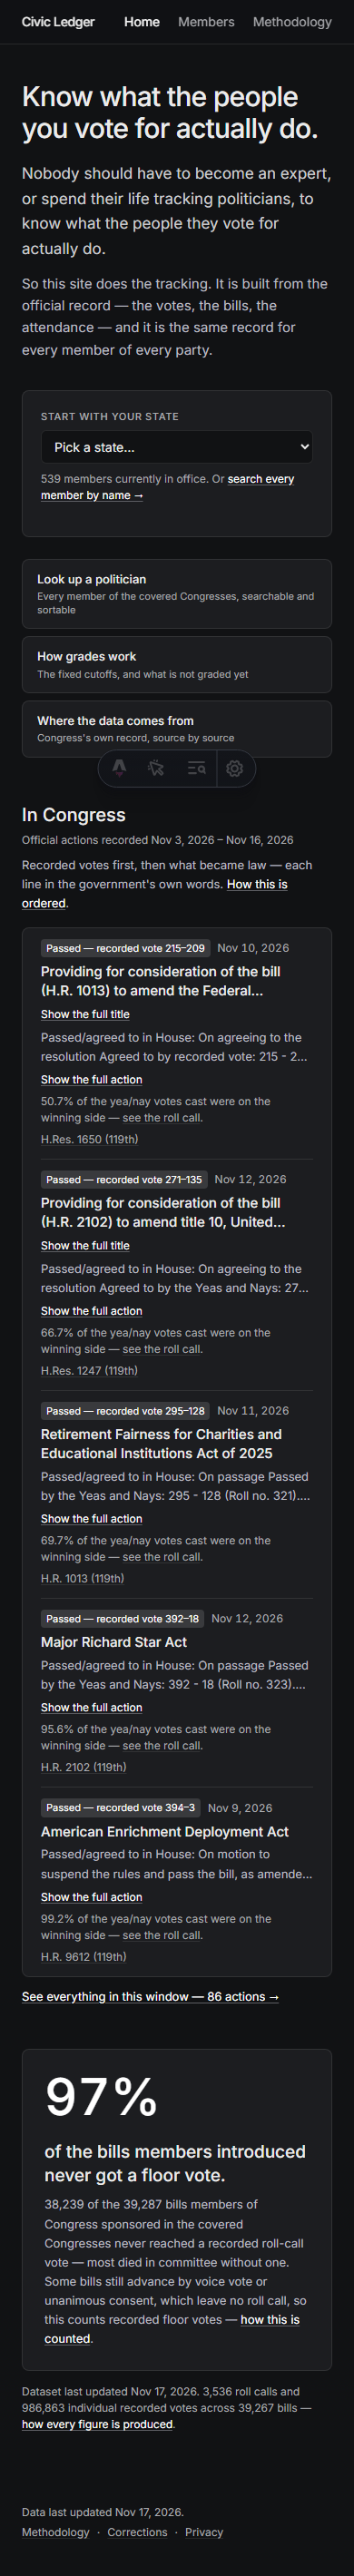 Civic Ledger Home Members Methodology
Know what the people
you vote for actually do.
Nobody should have to become an expert,
or spend their life tracking politicians, to
know what the people they vote for
actually do.
So this site does the tracking. It is built from the
official record — the votes, the bills, the
attendance — and it is the same record for
every member of every party.
START WITH YOUR STATE
Pick a state...
539 members currently in office. Or search every
member by name →
Look up a politician
Every member of the covered Congresses, searchable and
sortable
How grades work
The fixed cutoffs, and what is not graded yet
Where the data comes from
Congress's own record, source by source
In Congress
Official actions recorded Nov 3, 2026 – Nov 16, 2026
Recorded votes first, then what became law — each
line in the government's own words. How this is
ordered.
Passed — recorded vote 215–209 Nov 10, 2026
Providing for consideration of the bill
(H.R. 1013) to amend the Federal...
Show the full title
Passed/agreed to in House: On agreeing to the
resolution Agreed to by recorded vote: 215 - 2...
Show the full action
50.7% of the yea/nay votes cast were on the
winning side — see the roll call.
H.Res. 1650 (119th)
Passed — recorded vote 271–135 Nov 12, 2026
Providing for consideration of the bill
(H.R. 2102) to amend title 10, United...
Show the full title
Passed/agreed to in House: On agreeing to the
resolution Agreed to by the Yeas and Nays: 27...
Show the full action
66.7% of the yea/nay votes cast were on the
winning side — see the roll call.
H.Res. 1247 (119th)
Passed — recorded vote 295–128 Nov 11, 2026
Retirement Fairness for Charities and
Educational Institutions Act of 2025
Passed/agreed to in House: On passage Passed
by the Yeas and Nays: 295 - 128 (Roll no. 321)....
Show the full action
69.7% of the yea/nay votes cast were on the
winning side — see the roll call.
H.R. 1013 (119th)
Passed — recorded vote 392–18 Nov 12, 2026
Major Richard Star Act
Passed/agreed to in House: On passage Passed
by the Yeas and Nays: 392 - 18 (Roll no. 323)....
Show the full action
95.6% of the yea/nay votes cast were on the
winning side — see the roll call.
H.R. 2102 (119th)
Passed — recorded vote 394–3 Nov 9, 2026
American Enrichment Deployment Act
Passed/agreed to in House: On motion to
suspend the rules and pass the bill, as amende...
Show the full action
99.2% of the yea/nay votes cast were on the
winning side — see the roll call.
H.R. 9612 (119th)
See everything in this window — 86 actions →
97%
of the bills members introduced
never got a floor vote.
38,239 of the 39,287 bills members of
Congress sponsored in the covered
Congresses never reached a recorded roll-call
vote — most died in committee without one.
Some bills still advance by voice vote or
unanimous consent, which leave no roll call, so
this counts recorded floor votes — how this is
counted.
Dataset last updated Nov 17, 2026. 3,536 roll calls and
986,863 individual recorded votes across 39,267 bills —
how every figure is produced.
Data last updated Nov 17, 2026.
Methodology · Corrections · Privacy